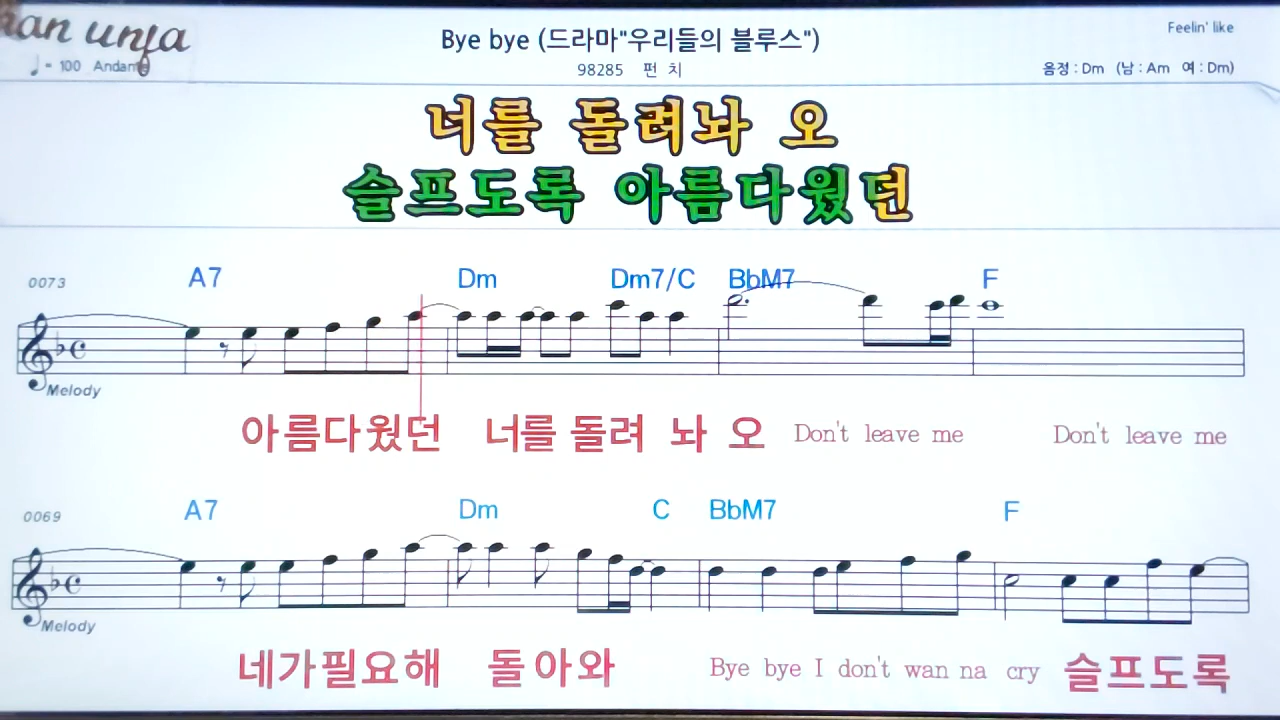 Bye bye (드라마"우리들의 블루스")
Feelin' like
♩= 100 Andante
98285 펀 치
음정 : Dm (남 : Am 여 : Dm)
너를 돌려놔 오
슬프도록 아름다웠던
0073 A7 Dm Dm7/C BbM7 F
Melody
아름다웠던 너를 돌려 놔 오 Don't leave me Don't leave me
0069 A7 Dm C BbM7 F
Melody
네가필요해 돌아와 Bye bye I don't wan na cry 슬프도록